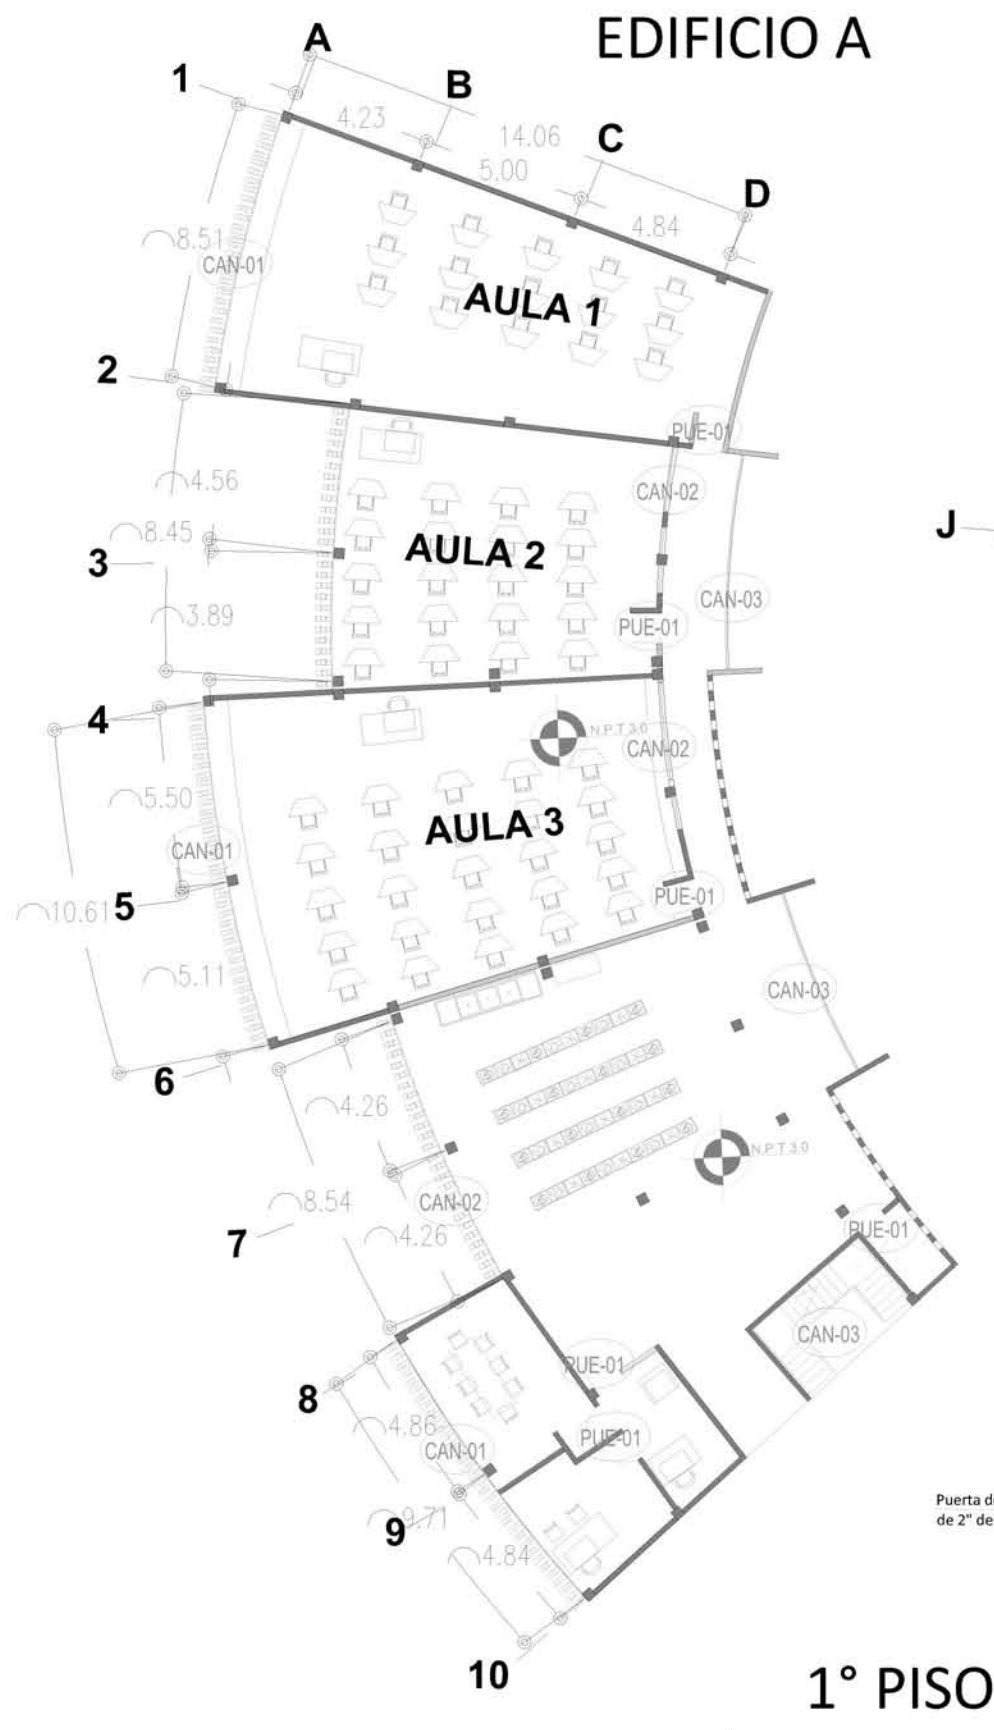 EDIFICIO A
A
1
B
4.23
14.06
C
5.00
D
4.84
8.51
CAN-01
AULA 1
2
PUE-01
4.56
CAN-02
8.45
AULA 2
J
3
CAN-03
3.89
PUE-01
4
N.P.T 3.0
CAN-02
5.50
AULA 3
CAN-01
PUE-01
10.61
5
5.11
CAN-03
6
4.26
N.P.T 3.0
8.54
CAN-02
7
4.26
PUE-01
CAN-03
PUE-01
8
4.86
PUE-01
CAN-01
9.71
9
Puerta d
de 2" de
4.84
10
1° PISO